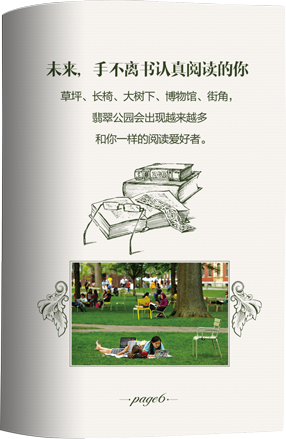 未来，手不离书认真阅读的你
草坪、长椅、大树下、博物馆、街角，
翡翠公园会出现越来越多
和你一样的阅读爱好者。
page6